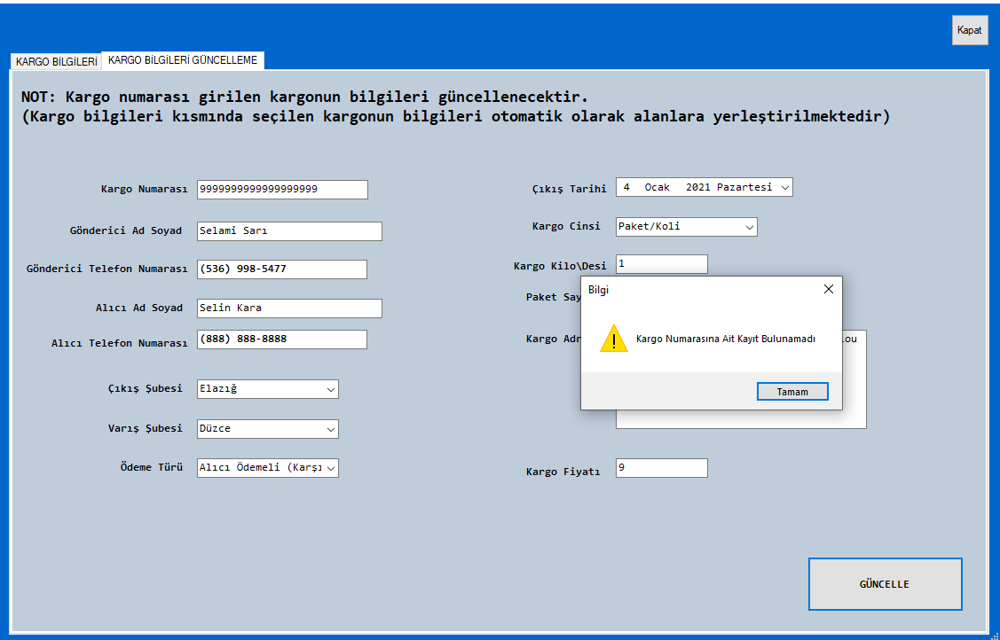 Kapat
KARGO BİLGİLERİ
KARGO BİLGİLERİ GÜNCELLEME
NOT: Kargo numarası girilen kargonun bilgileri güncellenecektir.
(Kargo bilgileri kısmında seçilen kargonun bilgileri otomatik olarak alanlara yerleştirilmektedir)
Kargo Numarası
9999999999999999999
Gönderici Ad Soyad
Selami Sarı
Gönderici Telefon Numarası
(536) 998-5477
Alıcı Ad Soyad
Selin Kara
Alıcı Telefon Numarası
(888) 888-8888
Çıkış Şubesi
Elazığ
Varış Şubesi
Düzce
Ödeme Türü
Alıcı Ödemeli (Karşı
Çıkış Tarihi
4 Ocak 2021 Pazartesi
Kargo Cinsi
Paket/Koli
Kargo Kilo\Desi
1
Paket Say
Kargo Adr
Bilgi
Kargo Numarasına Ait Kayıt Bulunamadı
Tamam
Kargo Fiyatı
9
GÜNCELLE